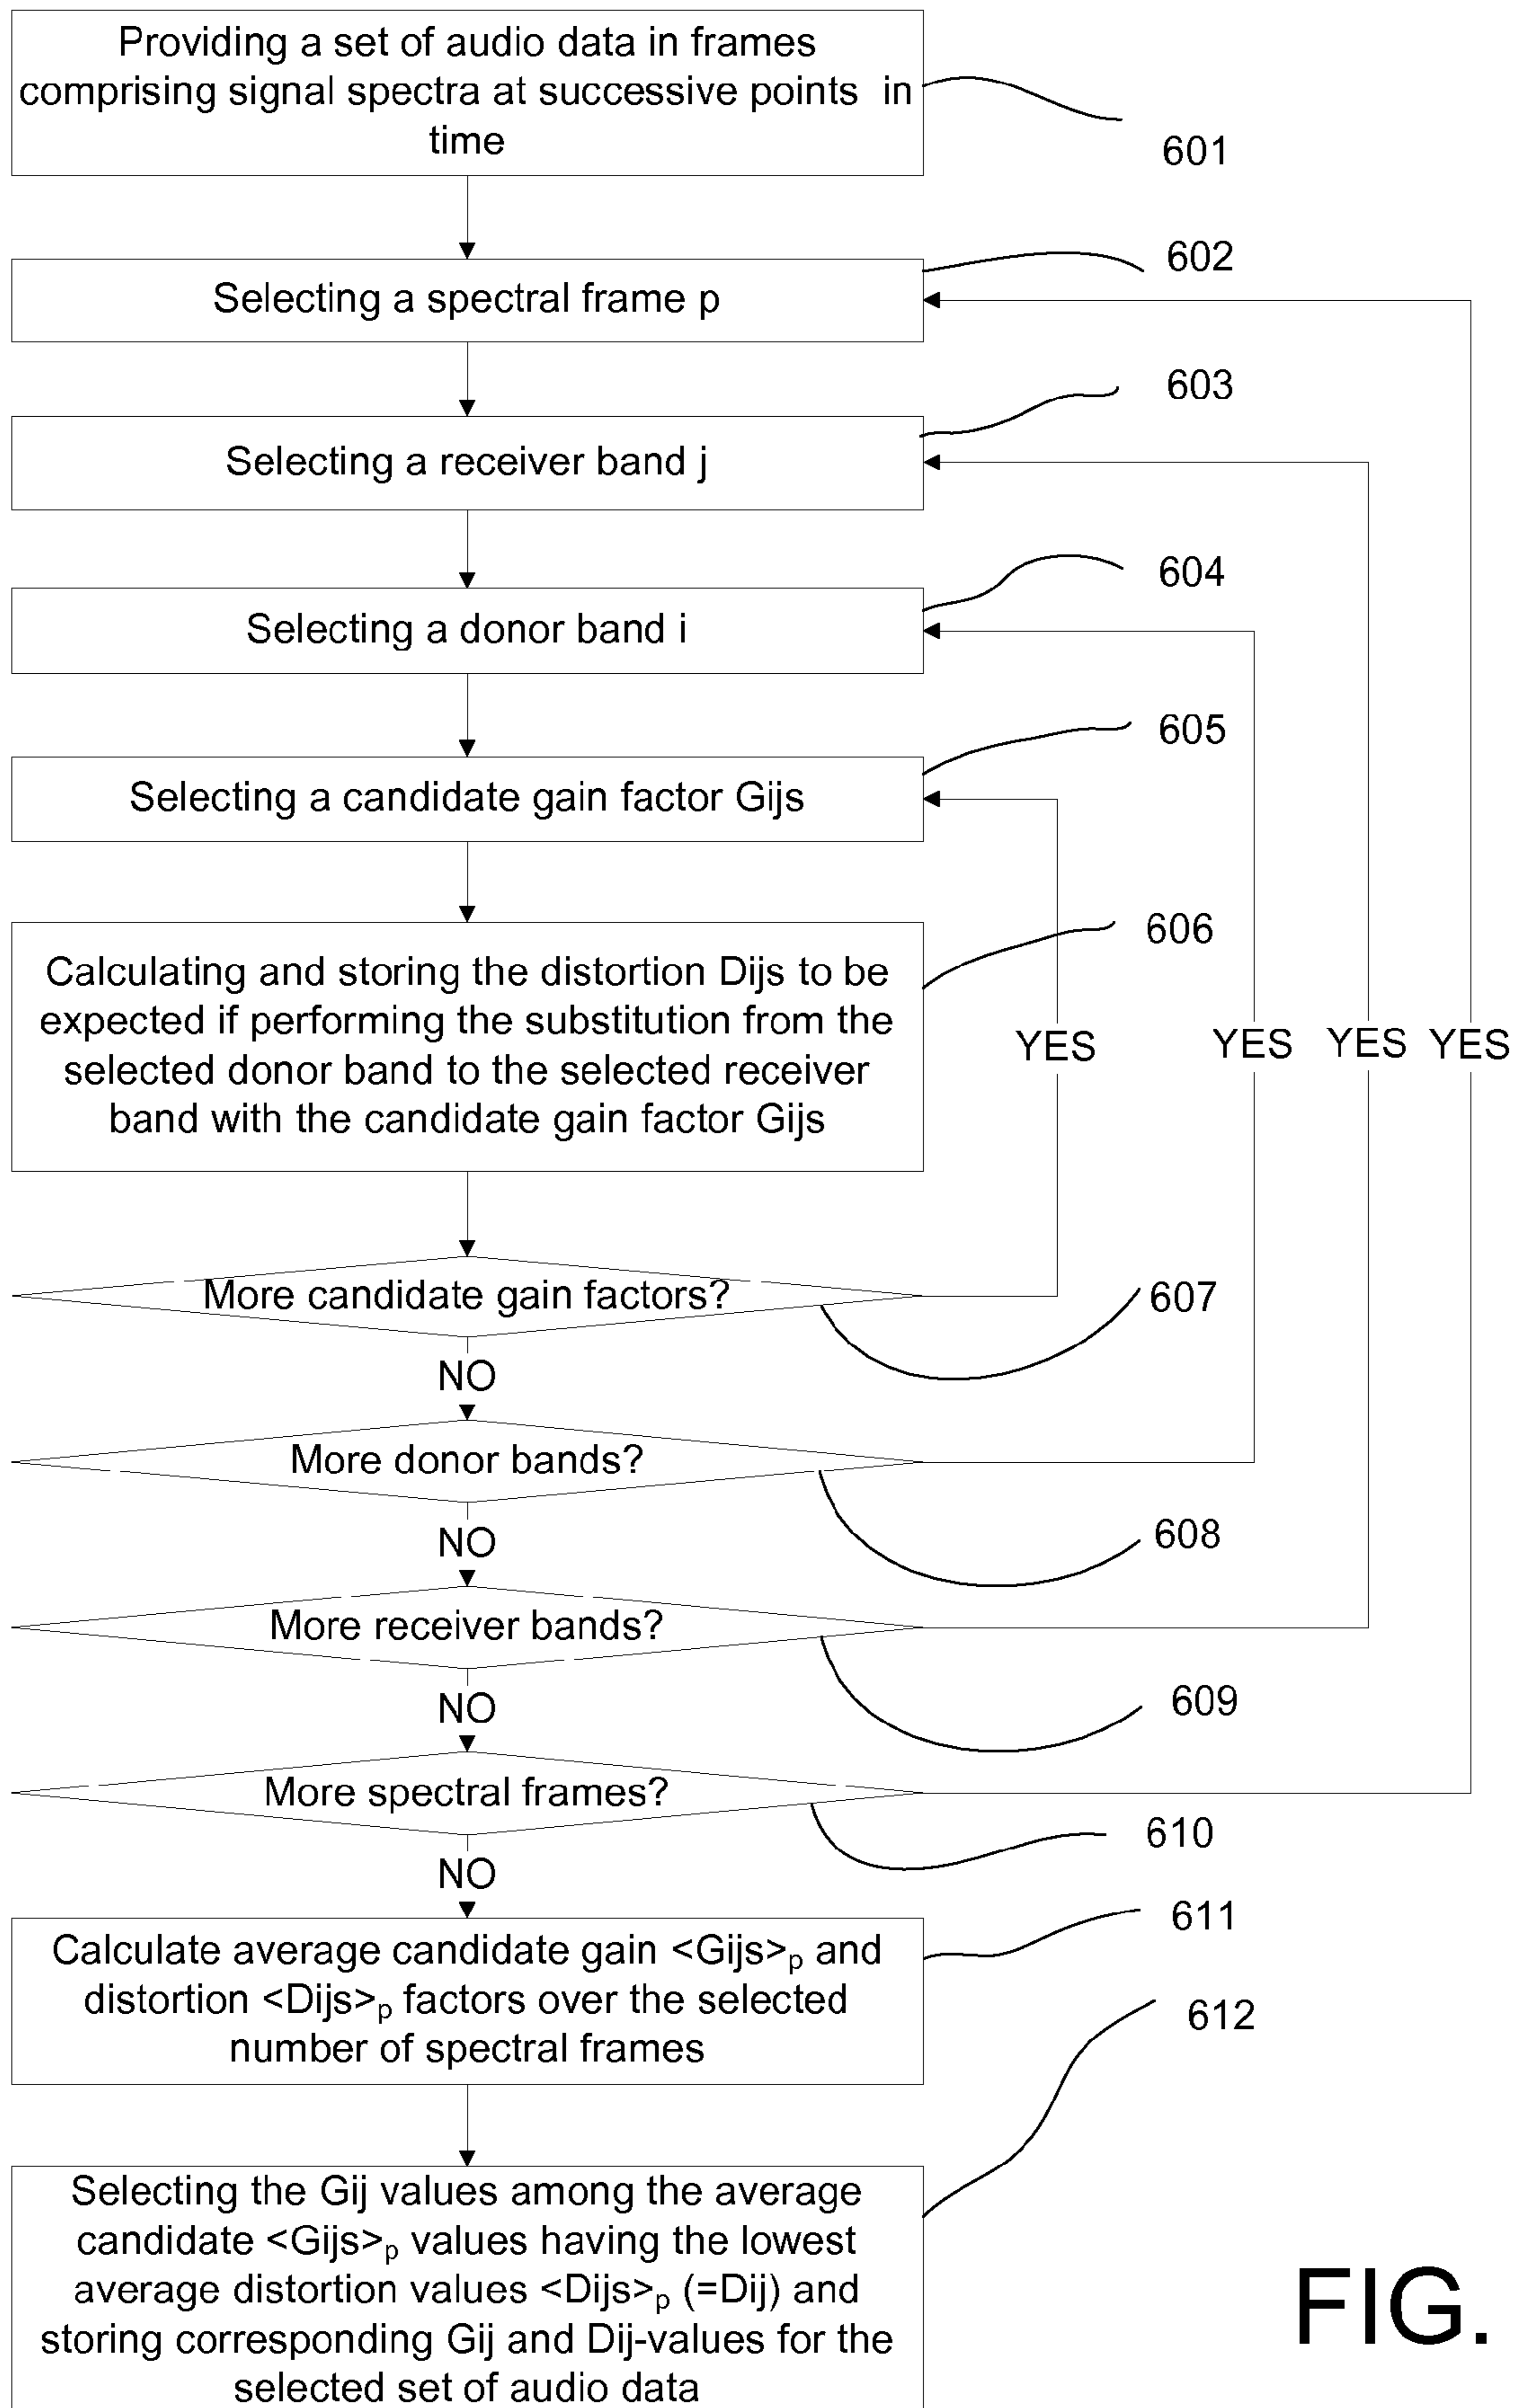 Providing a set of audio data in frames
comprising signal spectra at successive points in
time
601
602
Selecting a spectral frame p
603
Selecting a receiver band j
604
Selecting a donor band i
605
Selecting a candidate gain factor Gijs
606
Calculating and storing the distortion Dijs to be
expected if performing the substitution from the
selected donor band to the selected receiver
band with the candidate gain factor Gijs
YES YES YES YES
More candidate gain factors?
607
NO
More donor bands?
608
NO
More receiver bands?
609
NO
More spectral frames?
610
NO
611
Calculate average candidate gain <Gijs>p and
distortion <Dijs>p factors over the selected
number of spectral frames
612
Selecting the Gij values among the average
candidate <Gijs>p values having the lowest
average distortion values <Dijs>p (=Dij) and
storing corresponding Gij and Dij-values for the
selected set of audio data
FIG.